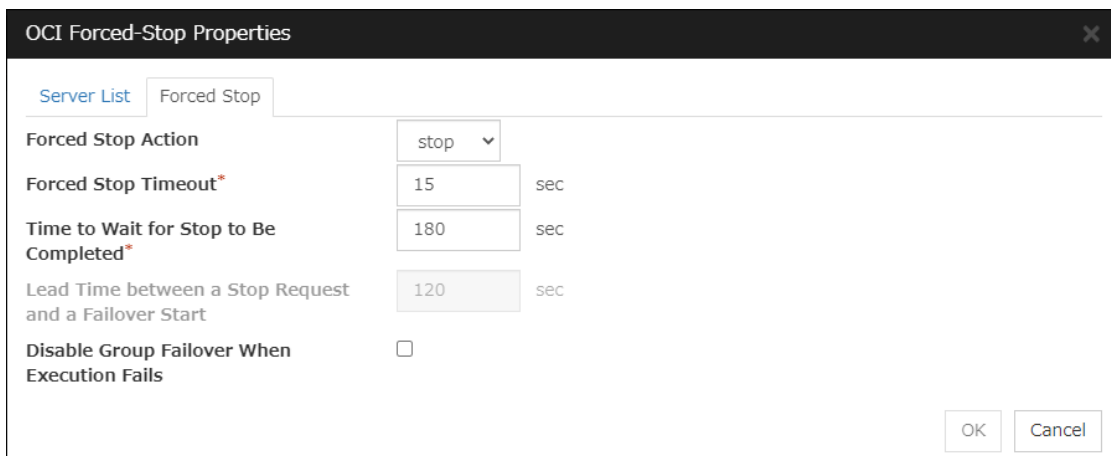 OCI Forced-Stop Properties
Server List Forced Stop
Forced Stop Action stop
Forced Stop Timeout* 15 sec
Time to Wait for Stop to Be 180 sec
Completed*
Lead Time between a Stop Request 120 sec
and a Failover Start
Disable Group Failover When
Execution Fails
OK Cancel